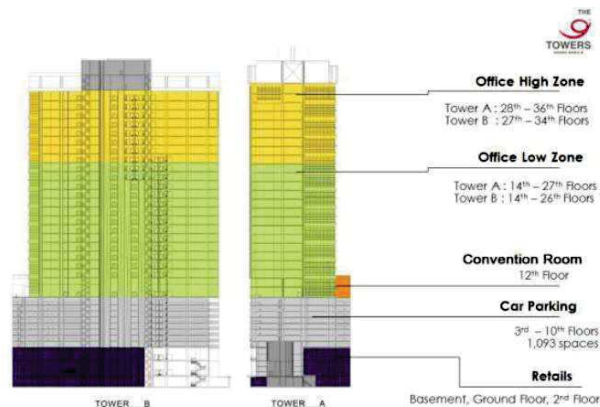 THE
9
TOWERS
Office High Zone
Tower A : 28th – 36th Floors
Tower B : 27th – 34th Floors
Office Low Zone
Tower A : 14th – 27th Floors
Tower B : 14th – 26th Floors
Convention Room
12th Floor
Car Parking
3rd – 10th Floors
1,093 spaces
Retails
Basement, Ground Floor, 2nd Floor
TOWER B
TOWER A